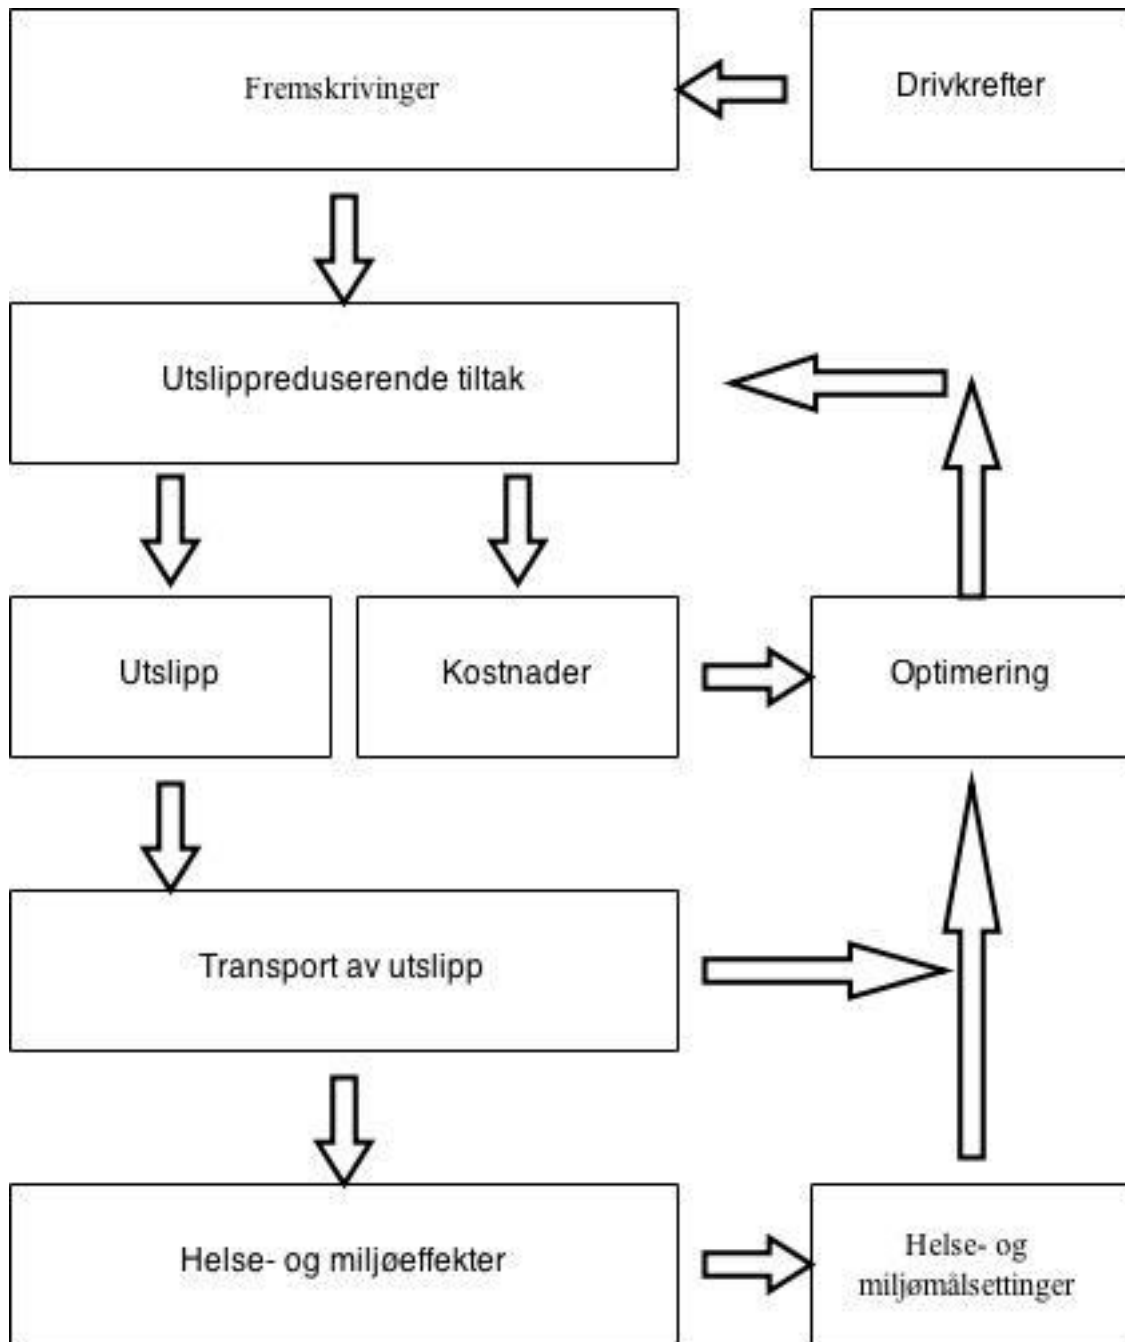 Fremskrivinger
Drivkrefter
Utslippreduserende tiltak
Utslipp
Kostnader
Optimering
Transport av utslipp
Helse- og miljøeffekter
Helse- og
miljømålsettinger